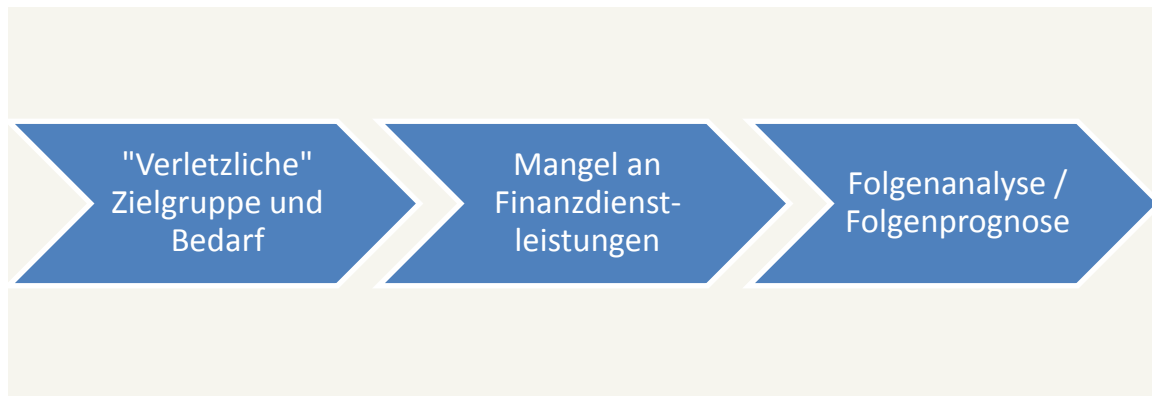 "Verletzliche"
Zielgruppe und
Bedarf
Mangel an
Finanzdienst-
leistungen
Folgenanalyse /
Folgenprognose